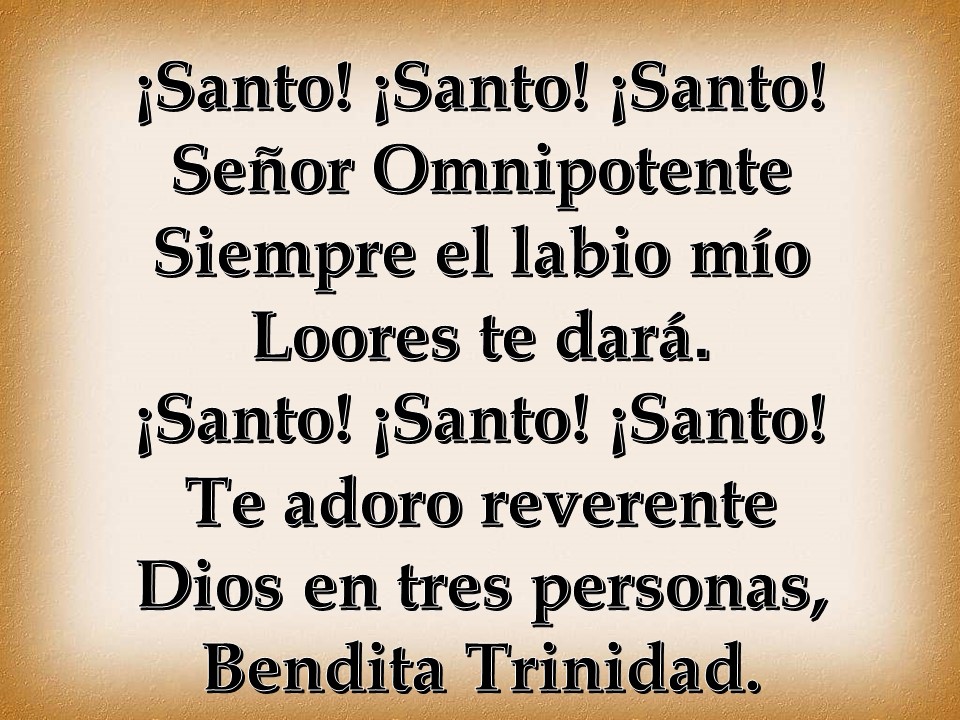 ¡Santo! ¡Santo! ¡Santo!
Señor Omnipotente
Siempre el labio mío
Loores te dará.
¡Santo! ¡Santo! ¡Santo!
Te adoro reverente
Dios en tres personas,
Bendita Trinidad.